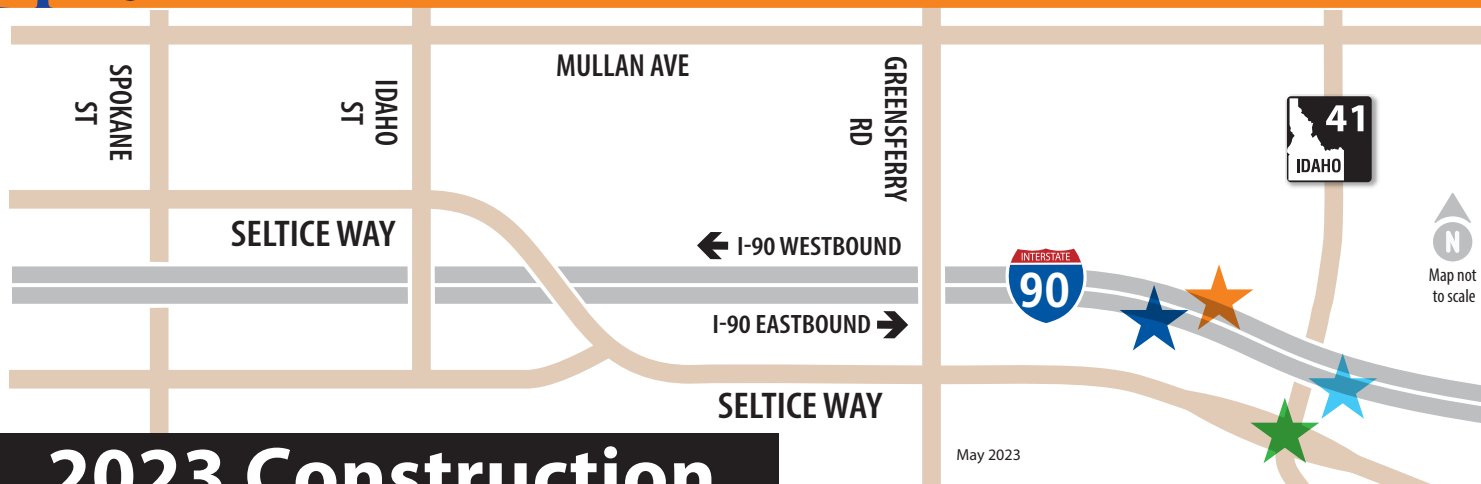 SPOKANE
ST
IDAHO
ST
MULLAN AVE
GREENSFERRY
RD
41
IDAHO
SELTICE WAY
I-90 WESTBOUND
INTERSTATE
90
N
Map not
to scale
I-90 EASTBOUND
SELTICE WAY
May 2023
2023 Construction